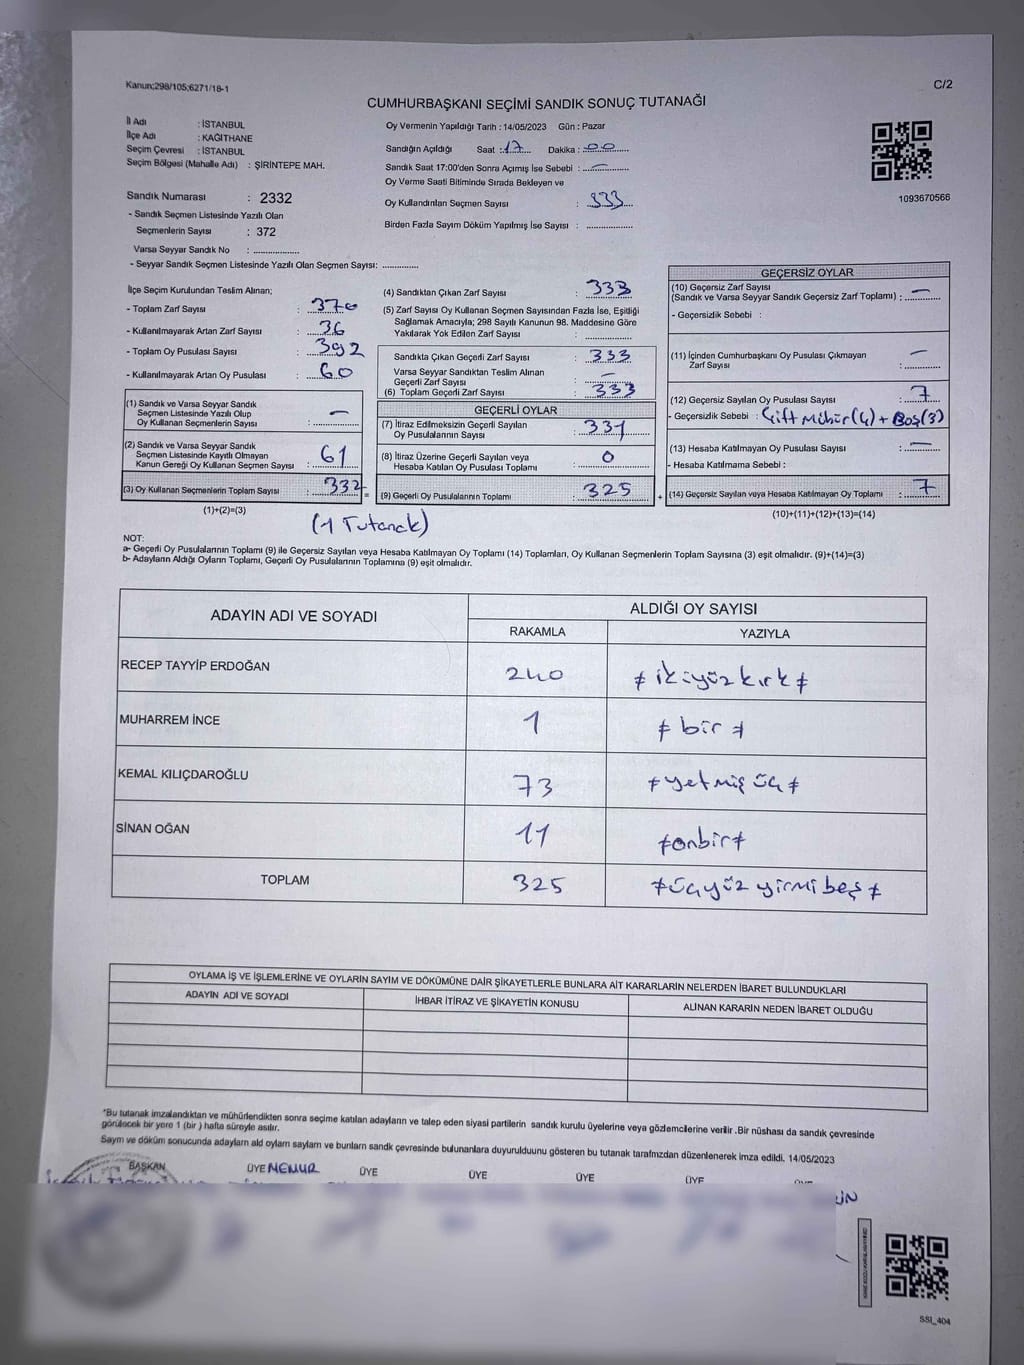 Kanun;298/105;6271/18-1
C/2
CUMHURBAŞKANI SEÇİMİ SANDIK SONUÇ TUTANAĞI
İl Adı : İSTANBUL
İlçe Adı : KAĞITHANE
Seçim Çevresi : İSTANBUL
Seçim Bölgesi (Mahalle Adı) : ŞİRİNTEPE MAH.
Oy Vermenin Yapıldığı Tarih : 14/05/2023 Gün : Pazar
Sandığın Açıldığı Saat : 17 Dakika : 00
Sandık Saat 17:00'den Sonra Açımış İse Sebebi : —
Oy Verme Saati Bitiminde Sırada Bekleyen ve
Oy Kullandırılan Seçmen Sayısı : 333
Birden Fazla Sayım Döküm Yapılmış İse Sayısı :
1093670566
Sandık Numarası : 2332
- Sandık Seçmen Listesinde Yazılı Olan
Seçmenlerin Sayısı : 372
Varsa Seyyar Sandık No :
- Seyyar Sandık Seçmen Listesinde Yazılı Olan Seçmen Sayısı:
İlçe Seçim Kurulundan Teslim Alınan;
- Toplam Zarf Sayısı : 370
- Kullanılmayarak Artan Zarf Sayısı : 36
- Toplam Oy Pusulası Sayısı : 392
- Kullanılmayarak Artan Oy Pusulası : 60
(1) Sandık ve Varsa Seyyar Sandık
Seçmen Listesinde Yazılı Olup
Oy Kullanan Seçmenlerin Sayısı : —
(2) Sandık ve Varsa Seyyar Sandık
Seçmen Listesinde Kayıtlı Olmayan
Kanun Gereği Oy Kullanan Seçmen Sayısı : 61
(3) Oy Kullanan Seçmenlerin Toplam Sayısı : 332 =
(1)+(2)=(3)
(1 Tutanak)
(4) Sandıktan Çıkan Zarf Sayısı : 333
(5) Zarf Sayısı Oy Kullanan Seçmen Sayısından Fazla İse, Eşitliği
Sağlamak Amacıyla; 298 Sayılı Kanunun 98. Maddesine Göre
Yakılarak Yok Edilen Zarf Sayısı :
Sandıkta Çıkan Geçerli Zarf Sayısı : 333
Varsa Seyyar Sandıktan Teslim Alınan
Geçerli Zarf Sayısı : —
(6) Toplam Geçerli Zarf Sayısı : 333
GEÇERLİ OYLAR
(7) İtiraz Edilmeksizin Geçerli Sayılan
Oy Pusulalarının Sayısı : 331
(8) İtiraz Üzerine Geçerli Sayılan veya
Hesaba Katılan Oy Pusulası Toplamı : 0
(9) Geçerli Oy Pusulalarının Toplamı : 325 +
GEÇERSİZ OYLAR
(10) Geçersiz Zarf Sayısı
(Sandık ve Varsa Seyyar Sandık Geçersiz Zarf Toplamı) : —
- Geçersizlik Sebebi :
(11) İçinden Cumhurbaşkanı Oy Pusulası Çıkmayan
Zarf Sayısı : —
(12) Geçersiz Sayılan Oy Pusulası Sayısı : 7
- Geçersizlik Sebebi : Çift Mühür(4) + Boş(3)
(13) Hesaba Katılmayan Oy Pusulası Sayısı : —
- Hesaba Katılmama Sebebi :
(14) Geçersiz Sayılan veya Hesaba Katılmayan Oy Toplamı : 7
(10)+(11)+(12)+(13)=(14)
NOT:
a- Geçerli Oy Pusulalarının Toplamı (9) ile Geçersiz Sayılan veya Hesaba Katılmayan Oy Toplamı (14) Toplamları, Oy Kullanan Seçmenlerin Toplam Sayısına (3) eşit olmalıdır. (9)+(14)=(3)
b- Adayların Aldığı Oyların Toplamı, Geçerli Oy Pusulalarının Toplamına (9) eşit olmalıdır.
ADAYIN ADI VE SOYADI
ALDIĞI OY SAYISI
RAKAMLA YAZIYLA
RECEP TAYYİP ERDOĞAN 240 ≠ ikiyüzkırk ≠
MUHARREM İNCE 1 ≠ bir ≠
KEMAL KILIÇDAROĞLU 73 ≠ yetmiş üç ≠
SİNAN OĞAN 11 ≠ onbir ≠
TOPLAM 325 ≠ üçyüz yirmi beş ≠
OYLAMA İŞ VE İŞLEMLERİNE VE OYLARIN SAYIM VE DÖKÜMÜNE DAİR ŞİKAYETLERLE BUNLARA AİT KARARLARIN NELERDEN İBARET BULUNDUKLARI
ADAYIN ADI VE SOYADI İHBAR İTİRAZ VE ŞİKAYETİN KONUSU ALINAN KARARIN NEDEN İBARET OLDUĞU
*Bu tutanak imzalandıktan ve mühürlendikten sonra seçime katılan adayların ve talep eden siyasi partilerin sandık kurulu üyelerine veya gözlemcilerine verilir .Bir nüshası da sandık çevresinde
görülecek bir yere 1 (bir ) hafta süreyle asılır.
Sayım ve döküm sonucunda adayların ald oyların sayların ve bunların sandik çevresinde bulunanlara duyurulduunu gösteren bu tutanak tarafmzdan düzenlenerek imza edildi. 14/05/2023
BAŞKAN ÜYE MEMUR ÜYE ÜYE ÜYE ÜYE
SSI_404